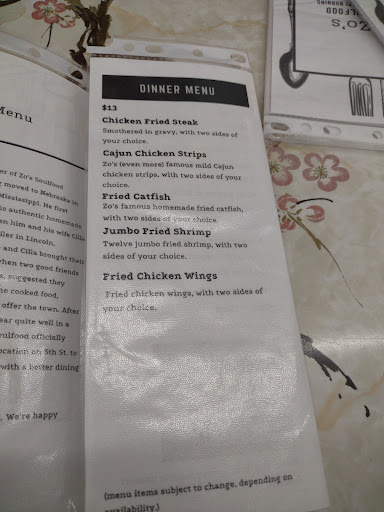 Menu
er of Zo's Soulfood
moved to Nebraska in
Mississippi. He first
is authentic homemade
en him and his wife Cilla
ller in Lincoln,
and Cilla brought their
when two good friends
, suggested they
he cooked food,
offer the town. After
ear quite well in a
oulfood officially
ocation on 5th St. to
with a better dining
. We're happy
DINNER MENU
$13
Chicken Fried Steak
Smothered in gravy, with two sides of
your choice.
Cajun Chicken Strips
Zo's (even more) famous mild Cajun
chicken strips, with two sides of
your choice.
Fried Catfish
Zo's famous homemade fried catfish,
with two sides of your choice.
Jumbo Fried Shrimp
Twelve jumbo fried shrimp, with two
sides of your choice.
Fried Chicken Wings
Fried chicken wings, with two sides of
your choice.
(menu items subject to change, depending on
availability.)
ZO'S